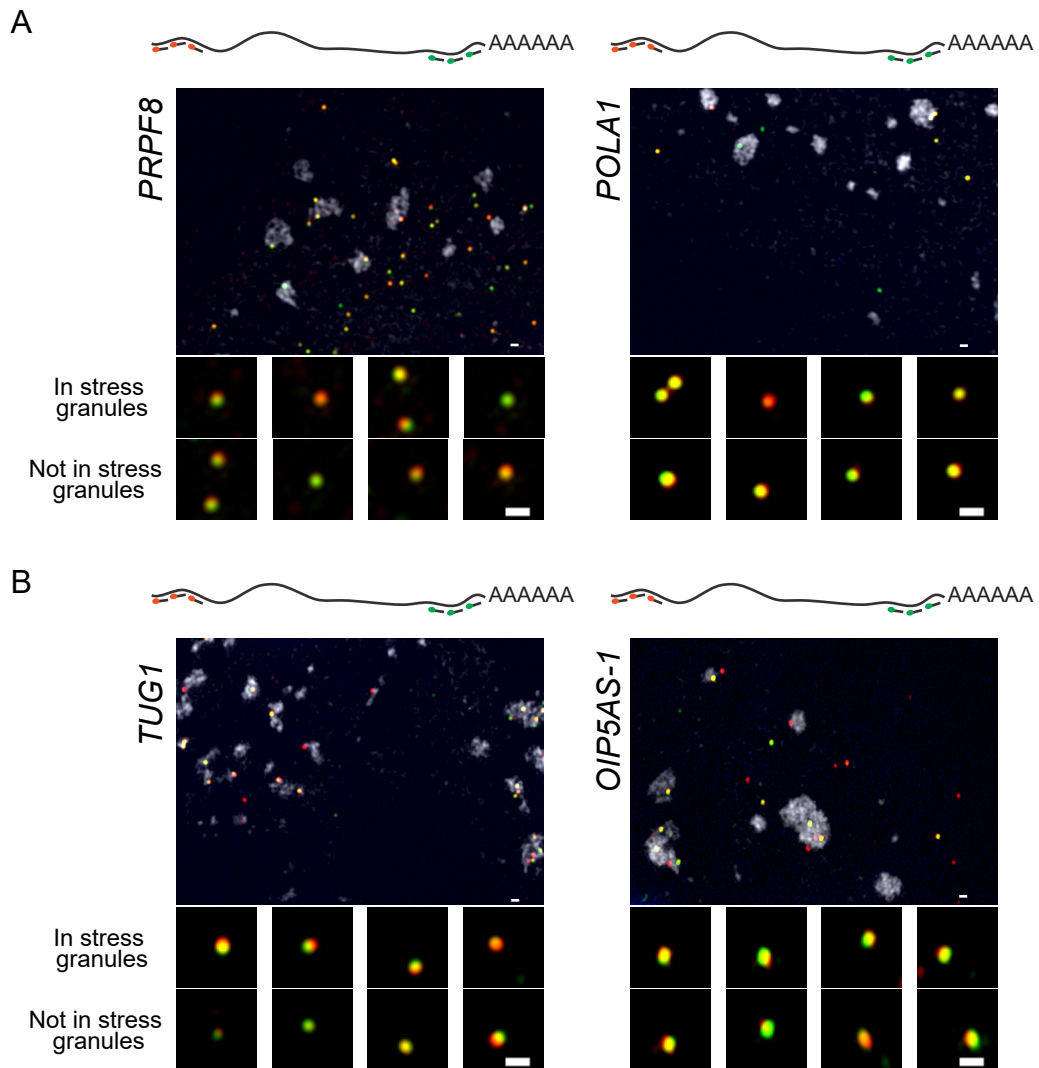 A
AAAAAA
AAAAAA
PRPF8
POLA1
In stress
granules
Not in stress
granules
B
AAAAAA
AAAAAA
TUG1
OIP5AS-1
In stress
granules
Not in stress
granules